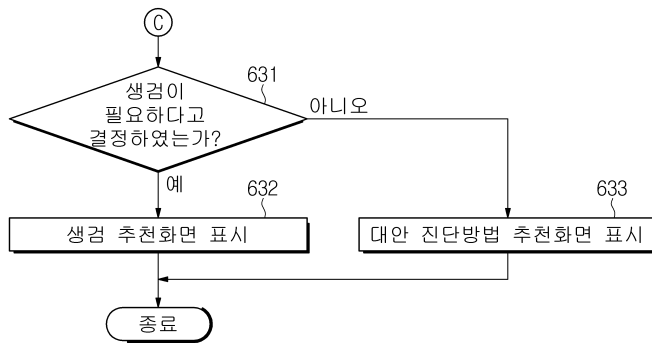 C
631
생검이
필요하다고
결정하였는가?
아니오
예
632
633
생검 추천화면 표시
대안 진단방법 추천화면 표시
종료